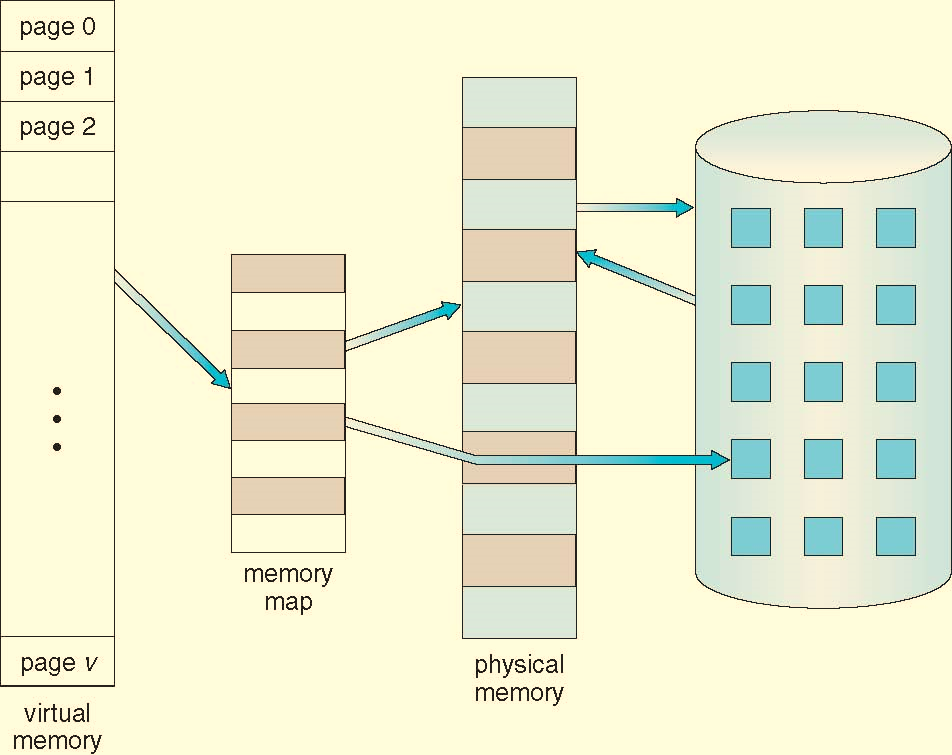 page 0
page 1
page 2
page v
virtual
memory
memory
map
physical
memory